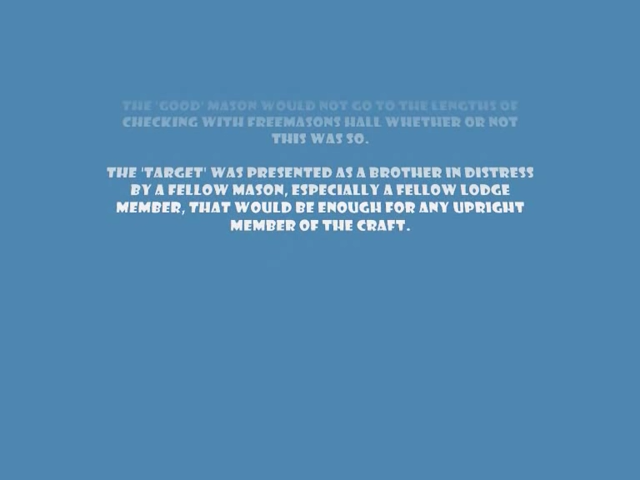 THE 'GOOD' MASON WOULD NOT GO TO THE LENGTHS OF
CHECKING WITH FREEMASONS HALL WHETHER OR NOT
THIS WAS SO.
THE 'TARGET' WAS PRESENTED AS A BROTHER IN DISTRESS
BY A FELLOW MASON, ESPECIALLY A FELLOW LODGE
MEMBER, THAT WOULD BE ENOUGH FOR ANY UPRIGHT
MEMBER OF THE CRAFT.